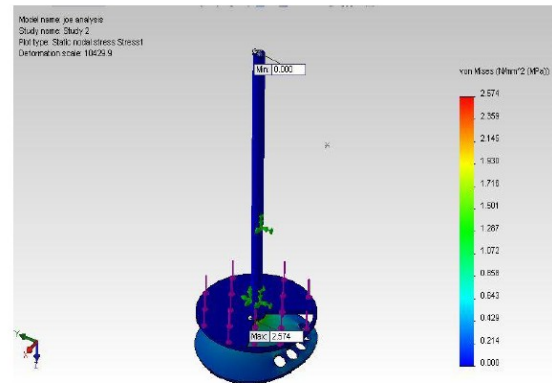 Model name: joe analysis
Study name: Study 2
Plot type: Static nodal stress Stress1
Deformation scale: 10429.9
Min: 0.000
von Mises (N/mm^2 (MPa))
2.574
2.359
2.145
1.930
1.716
1.501
1.287
1.072
0.858
0.643
0.429
0.214
0.000
Max: 2.574
Y
X
Z